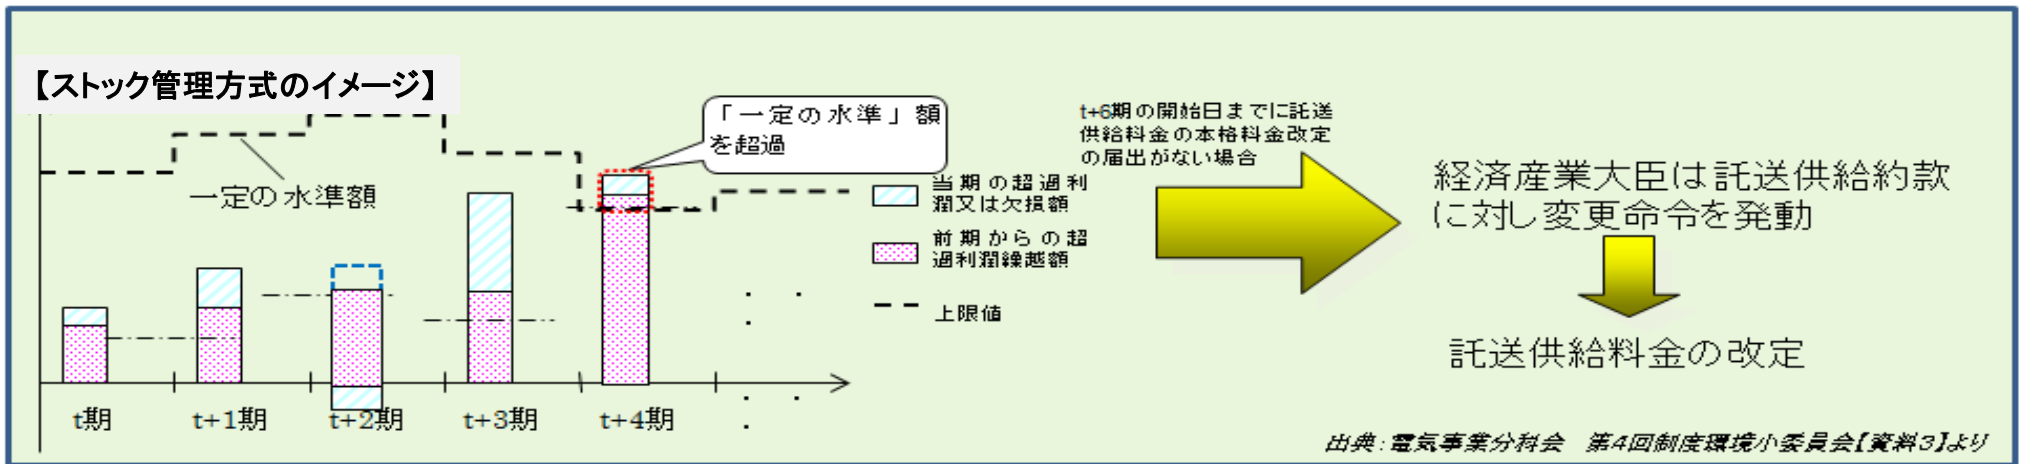 【ストック管理方式のイメージ】
一定の水準額
「一定の水準」額
を超過
当期の超過利
潤又は欠損額
前期からの超
過利潤繰越額
上限値
t期
t+1期
t+2期
t+3期
t+4期
t+6期の開始日までに託送
供給料金の本格料金改定
の届出がない場合
経済産業大臣は託送供給約款
に対し変更命令を発動
託送供給料金の改定
出典：電気事業分科会　第4回制度環境小委員会【資料3】より